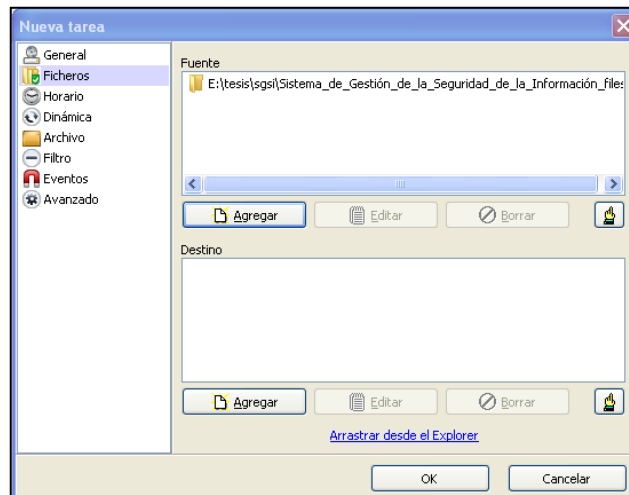 Nueva tarea
General
Ficheros
Horario
Dinámica
Archivo
Filtro
Eventos
Avanzado
Fuente
E:\tesis\sgsi\Sistema_de_Gestión_de_la_Seguridad_de_la_Información_files
Agregar
Editar
Borrar
Destino
Agregar
Editar
Borrar
Arrastrar desde el Explorer
OK
Cancelar